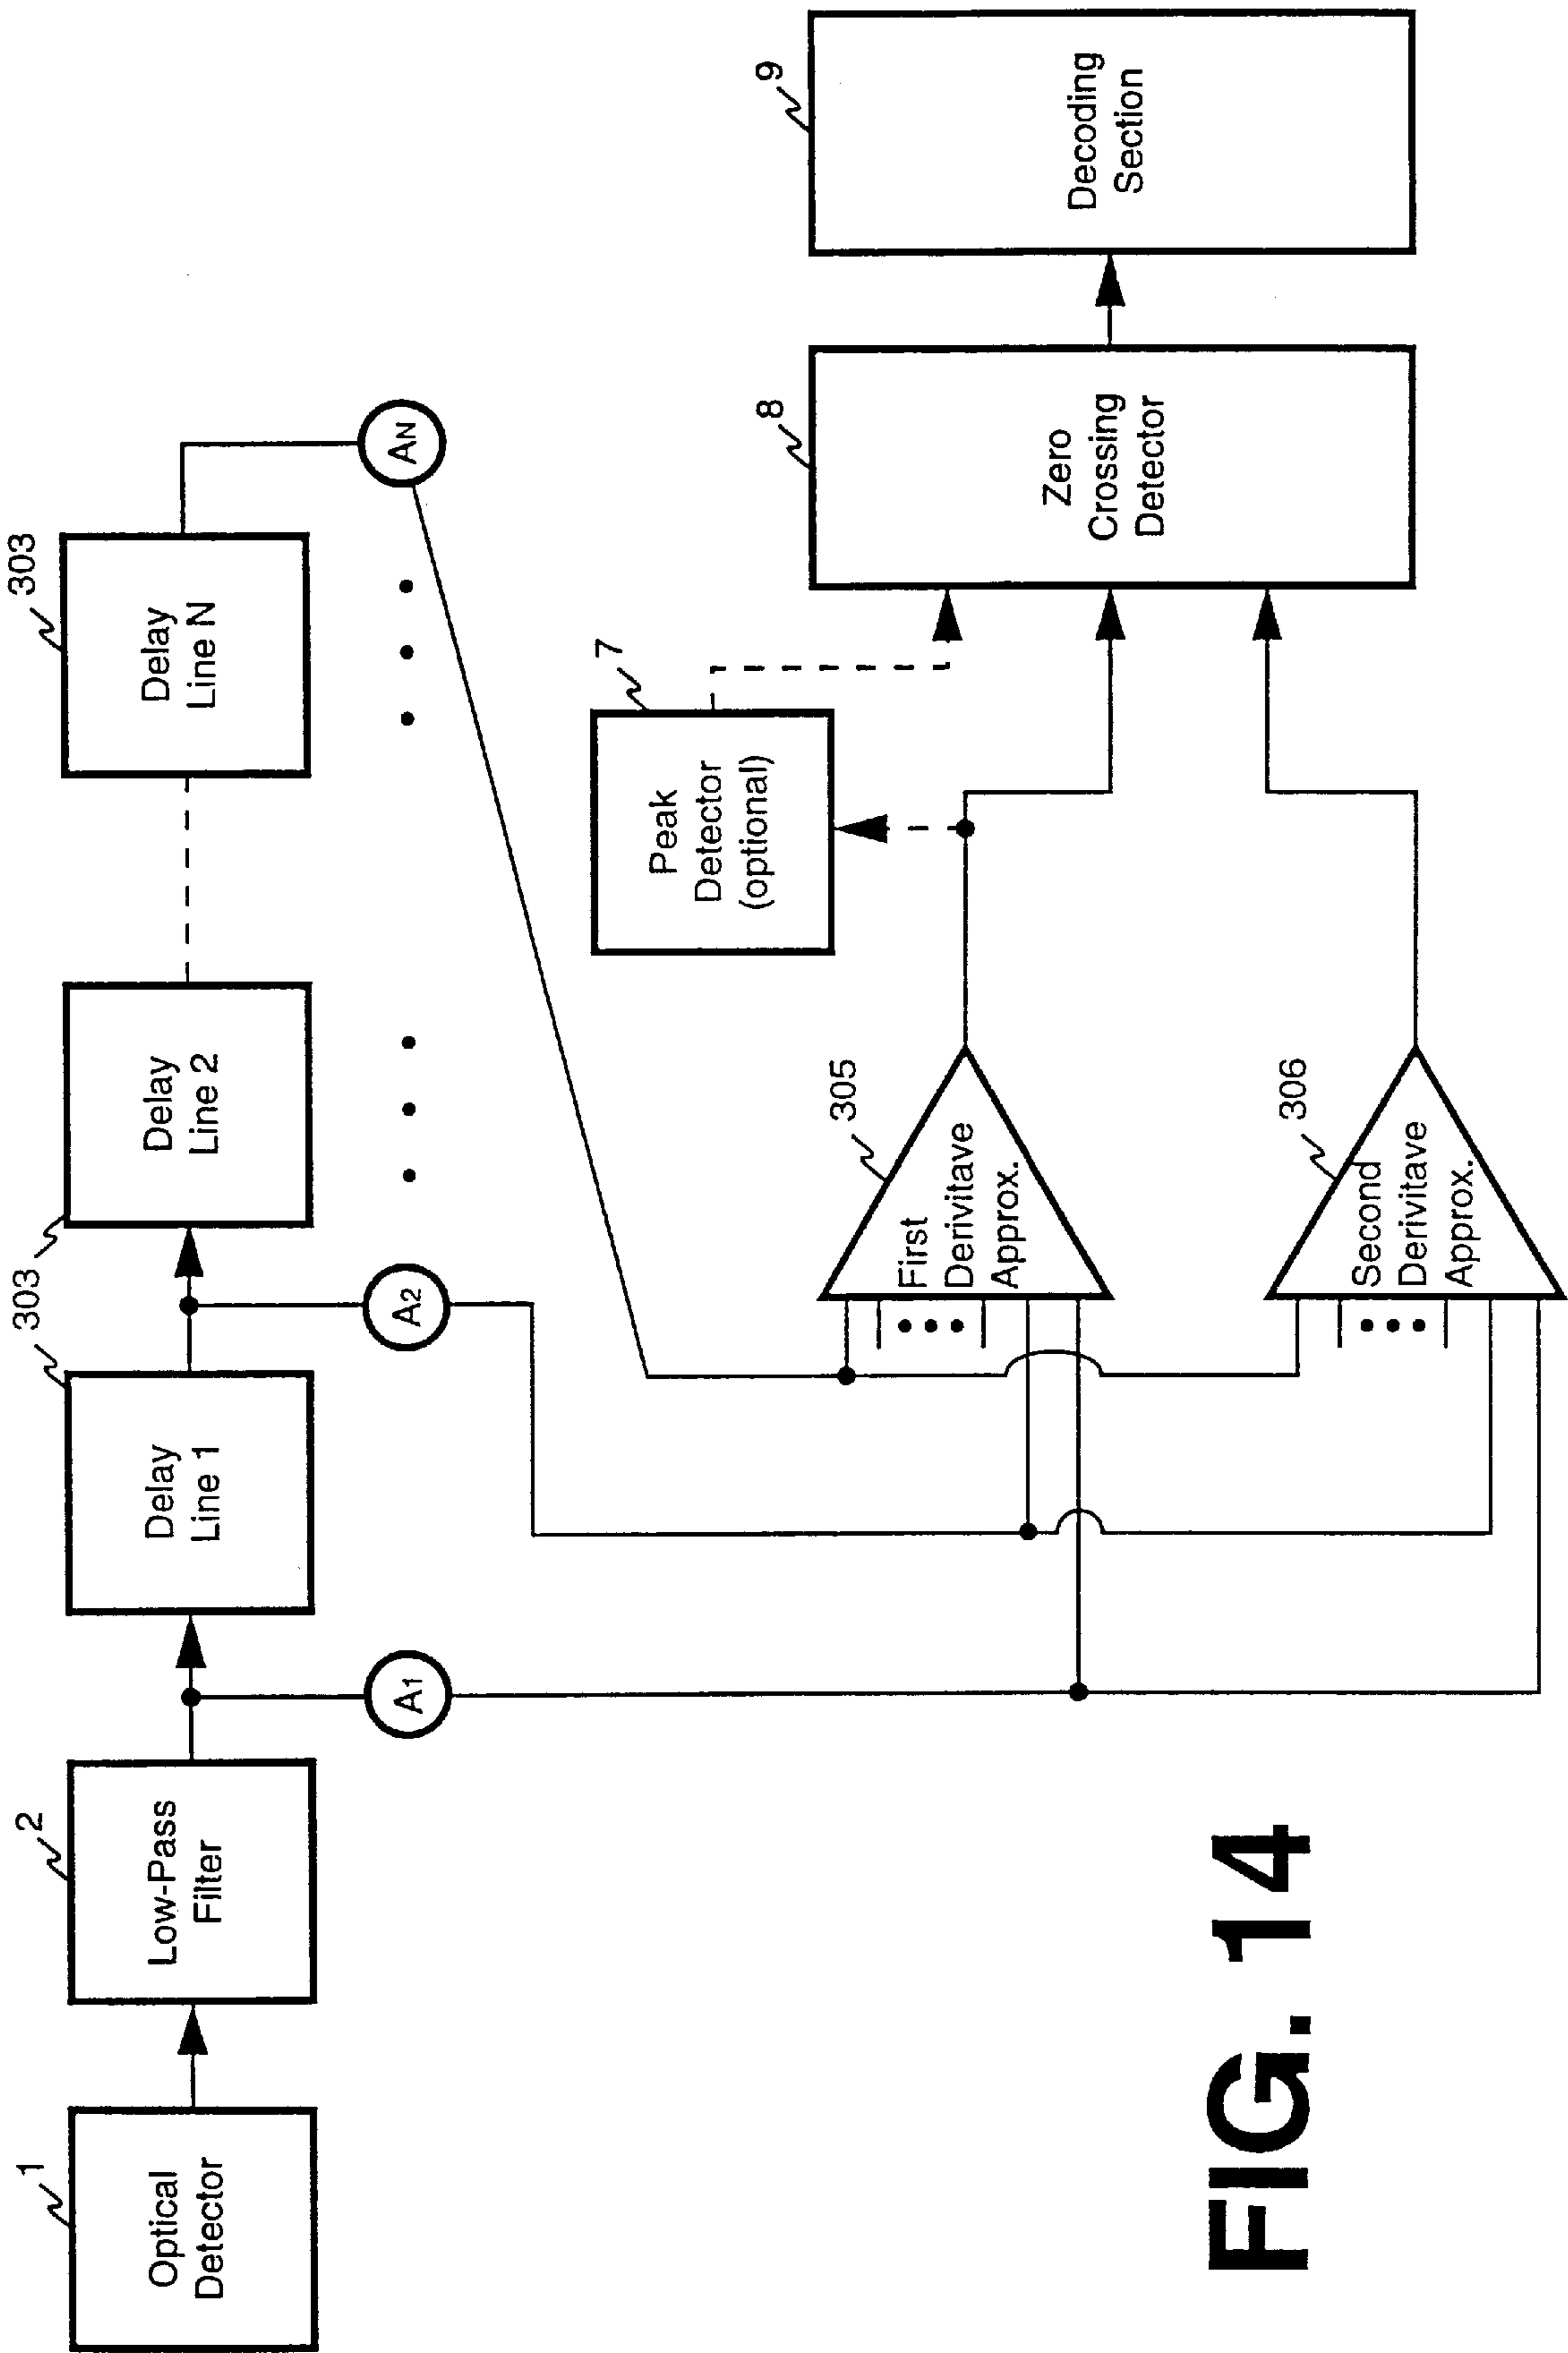 1
Optical
Detector
2
Low-Pass
Filter
303
Delay
Line 1
303
Delay
Line 2
303
Delay
Line N
A1
A2
AN
305
First
Derivitave
Approx.
306
Second
Derivitave
Approx.
7
Peak
Detector
(optional)
8
Zero
Crossing
Detector
9
Decoding
Section
FIG. 14